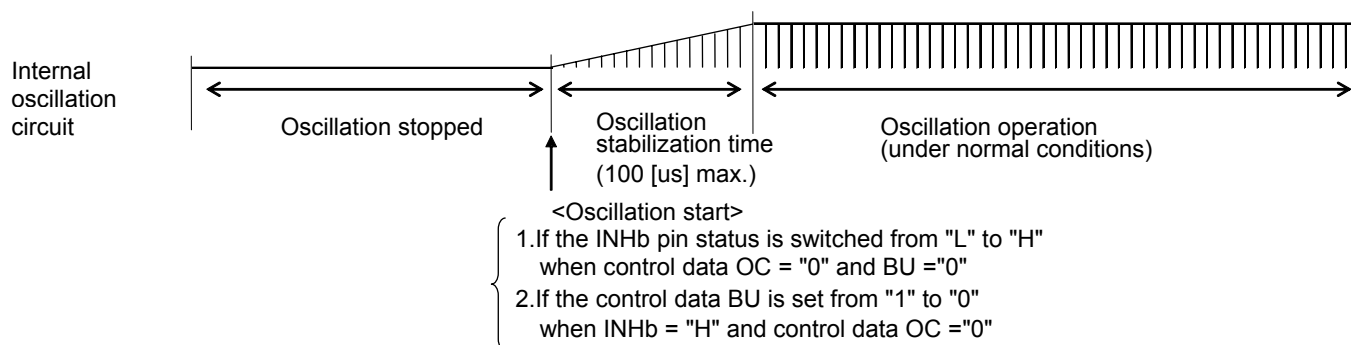 Internal
oscillation
circuit
Oscillation stopped
Oscillation
stabilization time
(100 [us] max.)
Oscillation operation
(under normal conditions)
<Oscillation start>
1.If the INHb pin status is switched from "L" to "H"
when control data OC = "0" and BU ="0"
2.If the control data BU is set from "1" to "0"
when INHb = "H" and control data OC ="0"